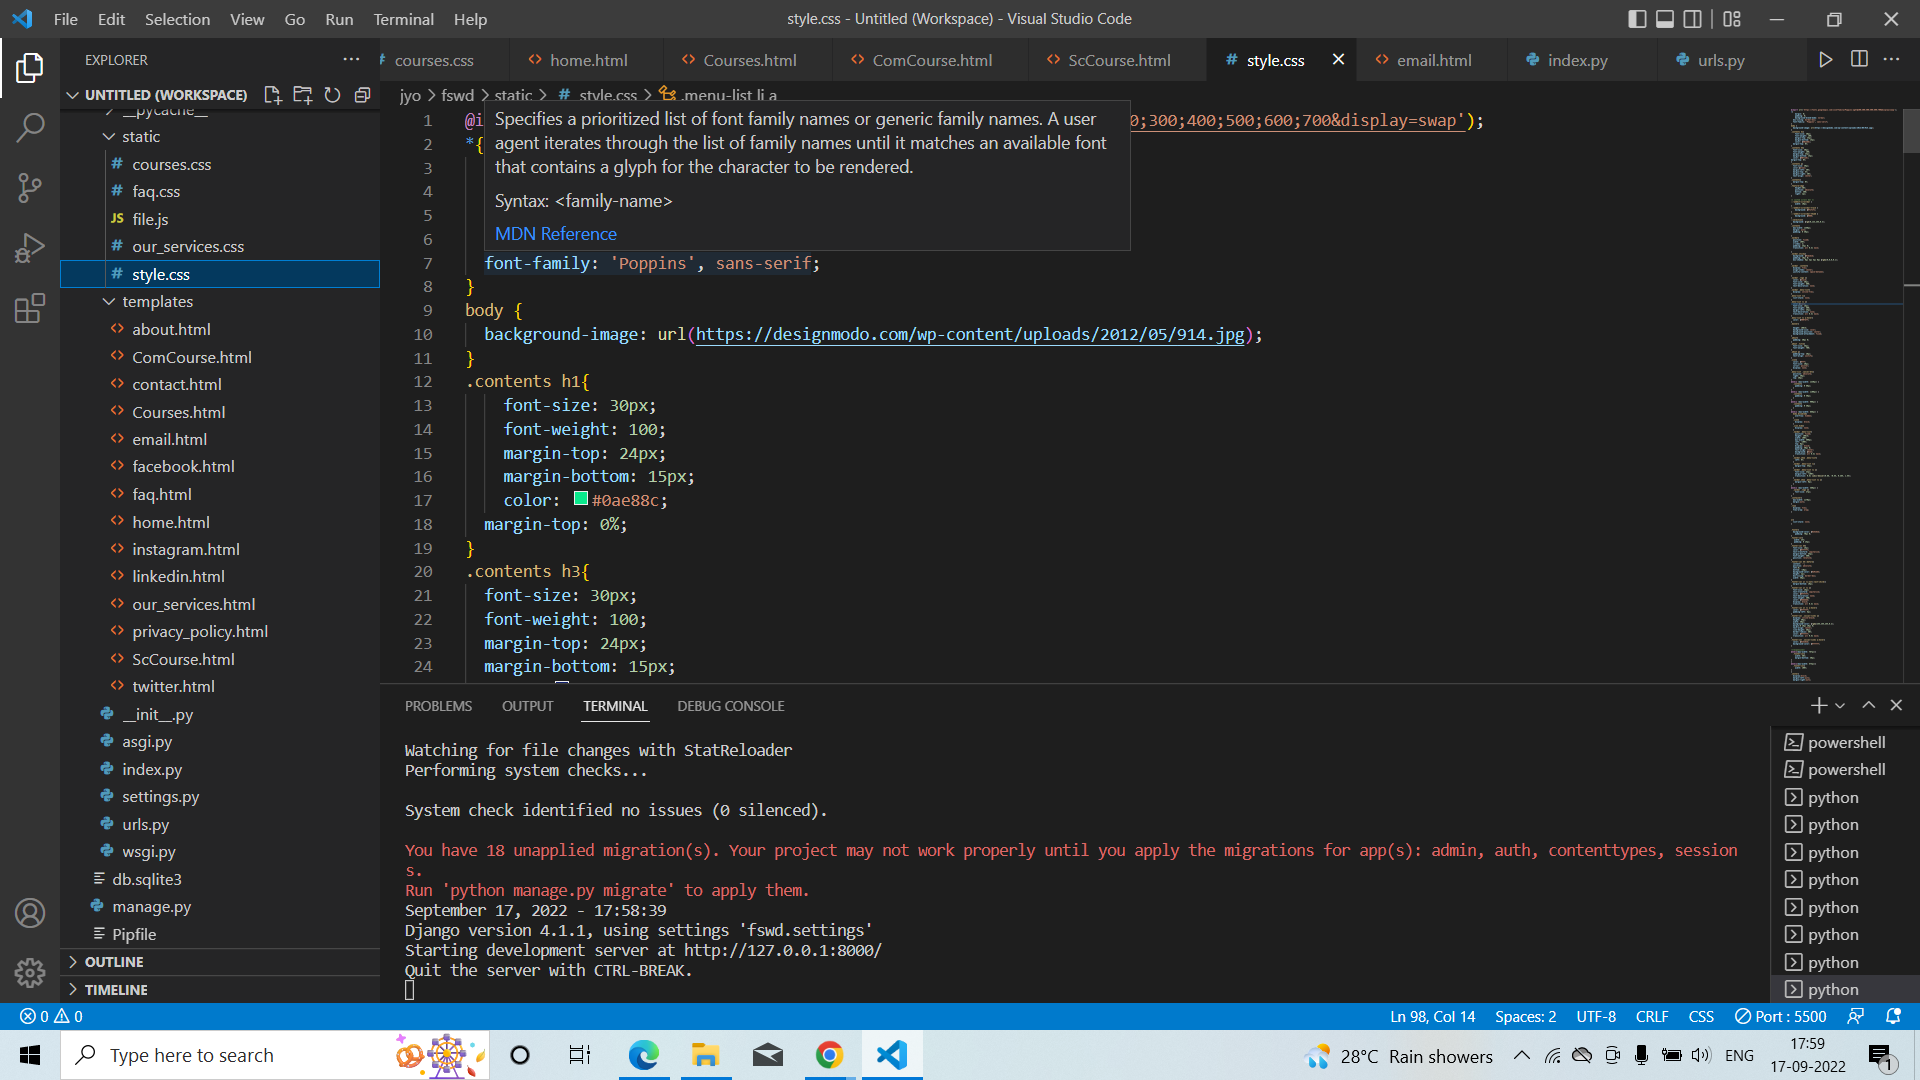 File Edit Selection View Go Run Terminal Help
style.css - Untitled (Workspace) - Visual Studio Code
EXPLORER
courses.css
home.html
Courses.html
ComCourse.html
ScCourse.html
style.css
email.html
index.py
urls.py
UNTITLED (WORKSPACE)
__pycache__
static
courses.css
faq.css
JS file.js
our_services.css
style.css
templates
about.html
ComCourse.html
contact.html
Courses.html
email.html
facebook.html
faq.html
home.html
instagram.html
linkedin.html
our_services.html
privacy_policy.html
ScCourse.html
twitter.html
__init__.py
asgi.py
index.py
settings.py
urls.py
wsgi.py
db.sqlite3
manage.py
Pipfile
OUTLINE
TIMELINE
jyo > fswd > static > # style.css > .menu-list li a
Specifies a prioritized list of font family names or generic family names. A user
agent iterates through the list of family names until it matches an available font
that contains a glyph for the character to be rendered.
Syntax: <family-name>
MDN Reference
1 @i 0;300;400;500;600;700&display=swap');
2 *{
3
4
5
6
7 font-family: 'Poppins', sans-serif;
8 }
9 body {
10 background-image: url(https://designmodo.com/wp-content/uploads/2012/05/914.jpg);
11 }
12 .contents h1{
13 font-size: 30px;
14 font-weight: 100;
15 margin-top: 24px;
16 margin-bottom: 15px;
17 color: #0ae88c;
18 margin-top: 0%;
19 }
20 .contents h3{
21 font-size: 30px;
22 font-weight: 100;
23 margin-top: 24px;
24 margin-bottom: 15px;
PROBLEMS OUTPUT TERMINAL DEBUG CONSOLE
Watching for file changes with StatReloader
Performing system checks...
System check identified no issues (0 silenced).
You have 18 unapplied migration(s). Your project may not work properly until you apply the migrations for app(s): admin, auth, contenttypes, session
s.
Run 'python manage.py migrate' to apply them.
September 17, 2022 - 17:58:39
Django version 4.1.1, using settings 'fswd.settings'
Starting development server at http://127.0.0.1:8000/
Quit the server with CTRL-BREAK.
powershell
powershell
python
python
python
python
python
python
python
python
0 0
Ln 98, Col 14 Spaces: 2 UTF-8 CRLF CSS Port : 5500
Type here to search
28°C Rain showers
ENG
17:59
17-09-2022
1